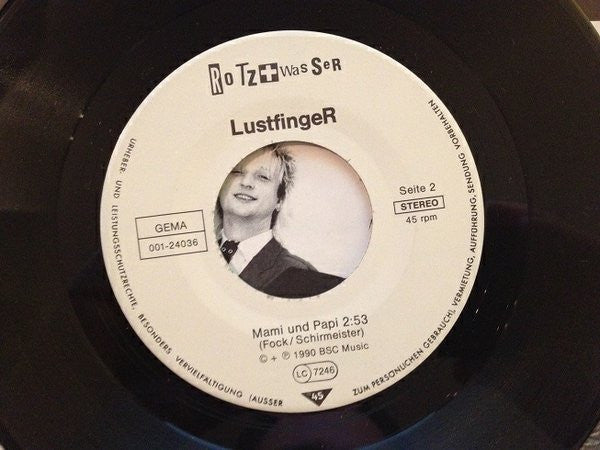 RoTZ+WasSeR
LustfingeR
Seite 2
STEREO
45 rpm
GEMA
001-24036
Mami und Papi 2:53
(Fock/Schirmeister)
© + ℗ 1990 BSC Music
LC 7246
45
URHEBER- UND LEISTUNGSSCHUTZRECHTE, BESONDERS VERVIELFÄLTIGUNG (AUSSER ZUM PERSÖNLICHEN GEBRAUCH), VERMIETUNG, AUFFÜHRUNG, SENDUNG VORBEHALTEN